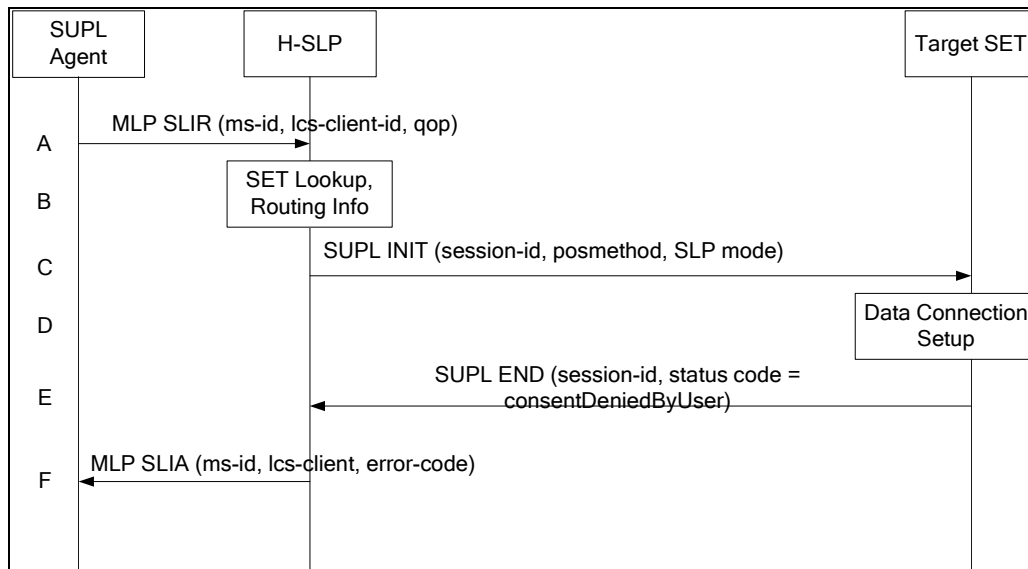 SUPL
Agent
H-SLP
Target SET
A
MLP SLIR (ms-id, lcs-client-id, qop)
B
SET Lookup,
Routing Info
C
SUPL INIT (session-id, posmethod, SLP mode)
D
Data Connection
Setup
E
SUPL END (session-id, status code =
consentDeniedByUser)
F
MLP SLIA (ms-id, lcs-client, error-code)